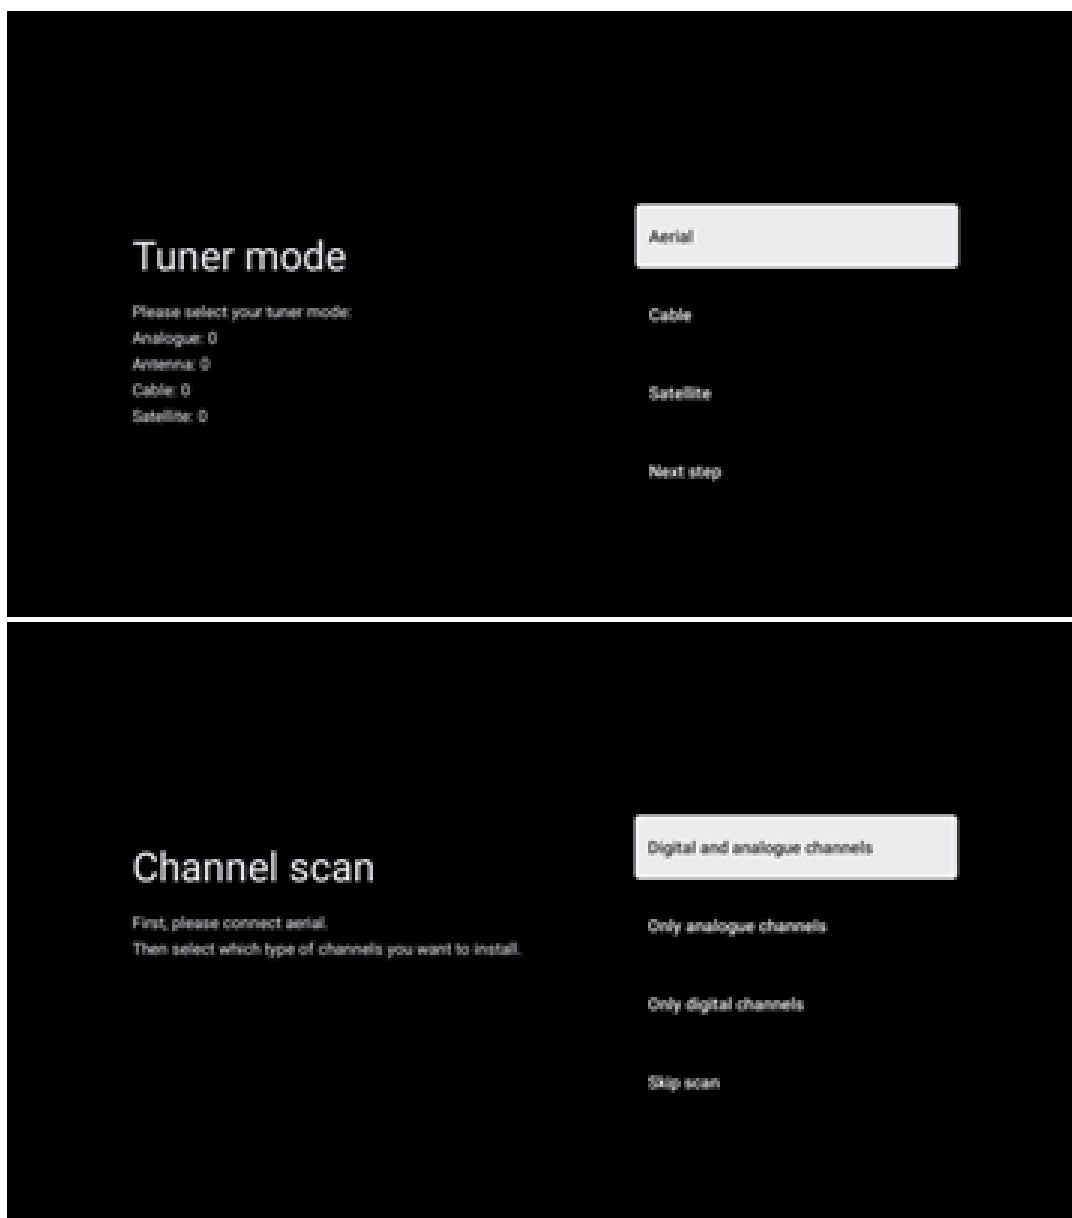 Tuner mode
Please select your tuner mode:
Analogue: 0
Antenna: 0
Cable: 0
Satellite: 0
Aerial
Cable
Satellite
Next step
Channel scan
First, please connect aerial.
Then select which type of channels you want to install.
Digital and analogue channels
Only analogue channels
Only digital channels
Skip scan